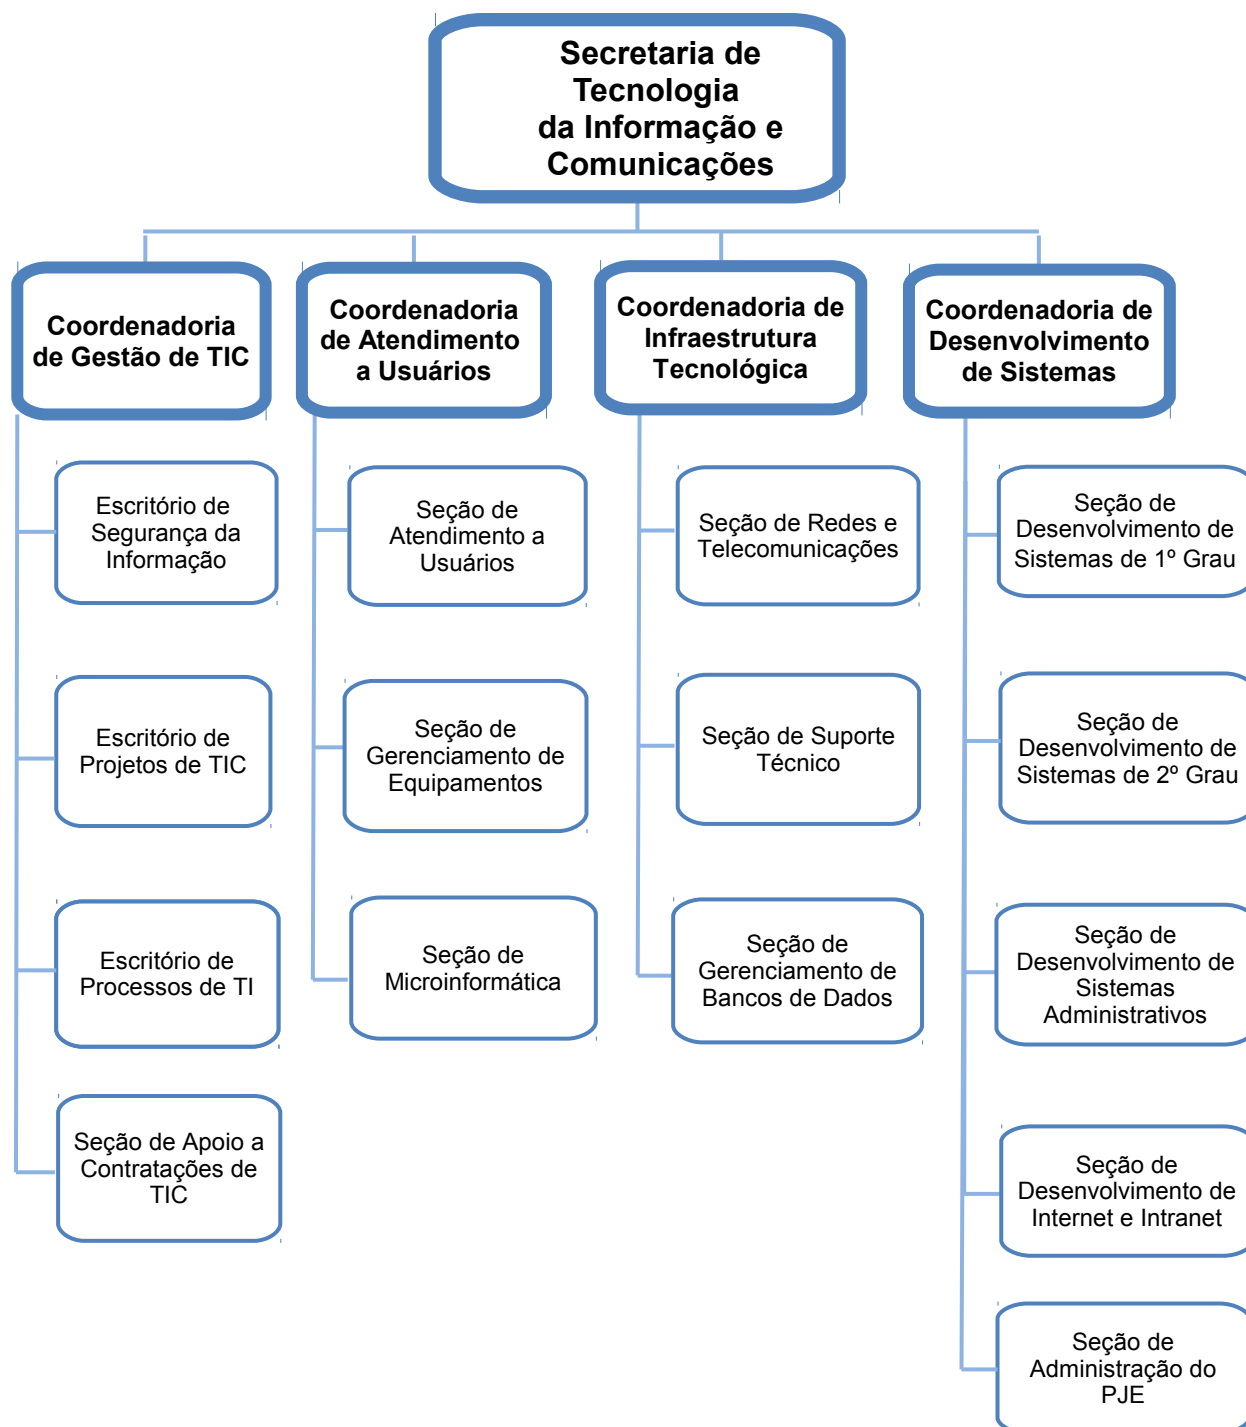 Secretaria de
Tecnologia
da Informação e
Comunicações
Coordenadoria
de Gestão de TIC
Coordenadoria
de Atendimento
a Usuários
Coordenadoria de
Infraestrutura
Tecnológica
Coordenadoria de
Desenvolvimento
de Sistemas
Escritório de
Segurança da
Informação
Seção de
Atendimento a
Usuários
Seção de Redes e
Telecomunicações
Seção de
Desenvolvimento de
Sistemas de 1º Grau
Escritório de
Projetos de TIC
Seção de
Gerenciamento de
Equipamentos
Seção de Suporte
Técnico
Seção de
Desenvolvimento de
Sistemas de 2º Grau
Escritório de
Processos de TI
Seção de
Microinformática
Seção de
Gerenciamento de
Bancos de Dados
Seção de
Desenvolvimento de
Sistemas
Administrativos
Seção de Apoio a
Contratações de
TIC
Seção de
Desenvolvimento de
Internet e Intranet
Seção de
Administração do
PJE